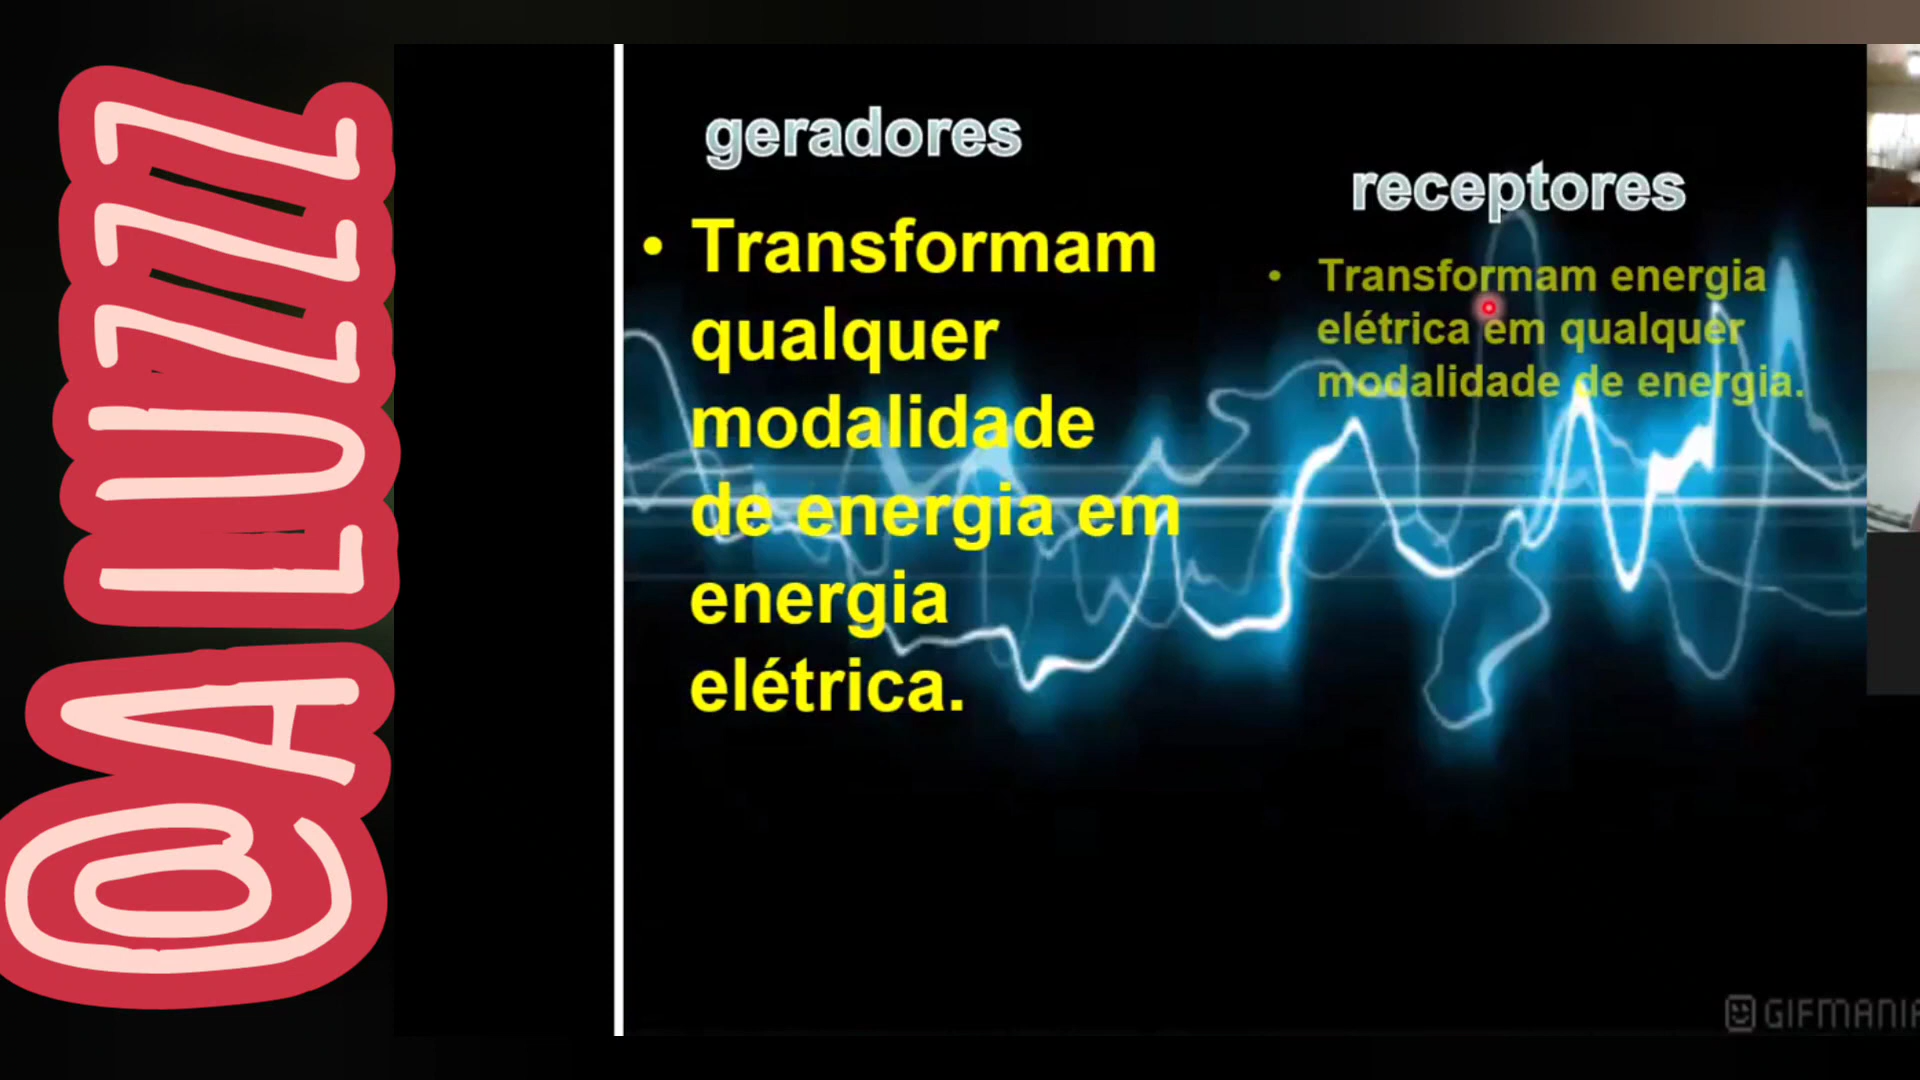 @ALUZZZ
geradores
• Transformam
qualquer
modalidade
de energia em
energia
elétrica.
receptores
• Transformam energia
elétrica em qualquer
modalidade de energia.
GIFMANIA